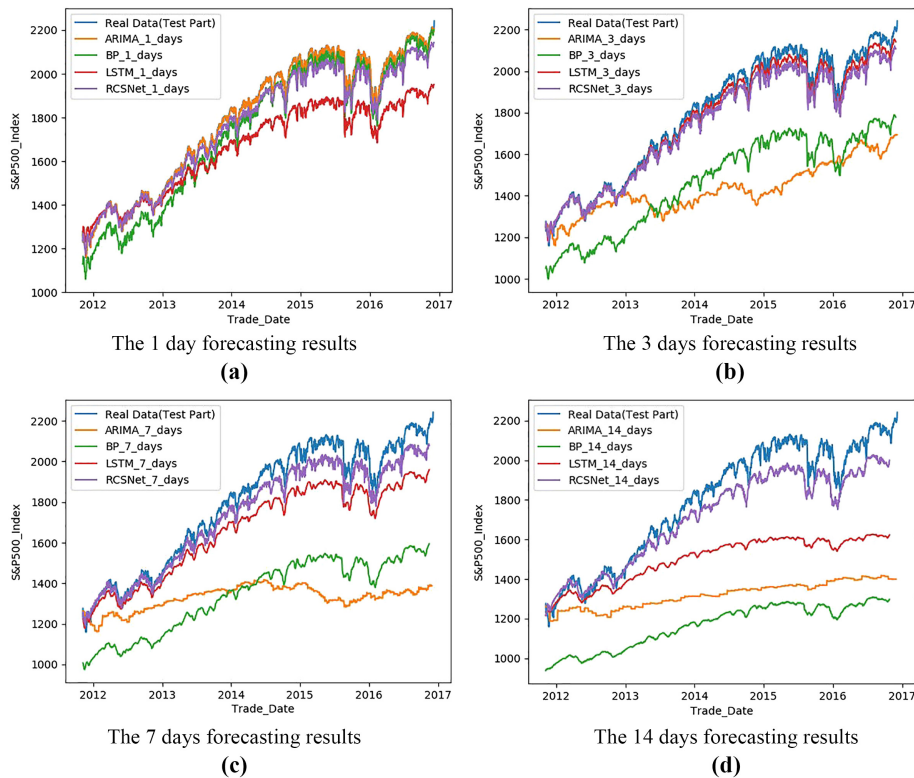 Real Data(Test Part)
ARIMA_1_days
BP_1_days
LSTM_1_days
RCSNet_1_days
2200
2000
1800
1600
1400
1200
1000
S&P500_Index
2012 2013 2014 2015 2016 2017
Trade_Date
The 1 day forecasting results
(a)
Real Data(Test Part)
ARIMA_3_days
BP_3_days
LSTM_3_days
RCSNet_3_days
2200
2000
1800
1600
1400
1200
1000
S&P500_Index
2012 2013 2014 2015 2016 2017
Trade_Date
The 3 days forecasting results
(b)
Real Data(Test Part)
ARIMA_7_days
BP_7_days
LSTM_7_days
RCSNet_7_days
2200
2000
1800
1600
1400
1200
1000
S&P500_Index
2012 2013 2014 2015 2016 2017
Trade_Date
The 7 days forecasting results
(c)
Real Data(Test Part)
ARIMA_14_days
BP_14_days
LSTM_14_days
RCSNet_14_days
2200
2000
1800
1600
1400
1200
1000
S&P500_Index
2012 2013 2014 2015 2016 2017
Trade_Date
The 14 days forecasting results
(d)